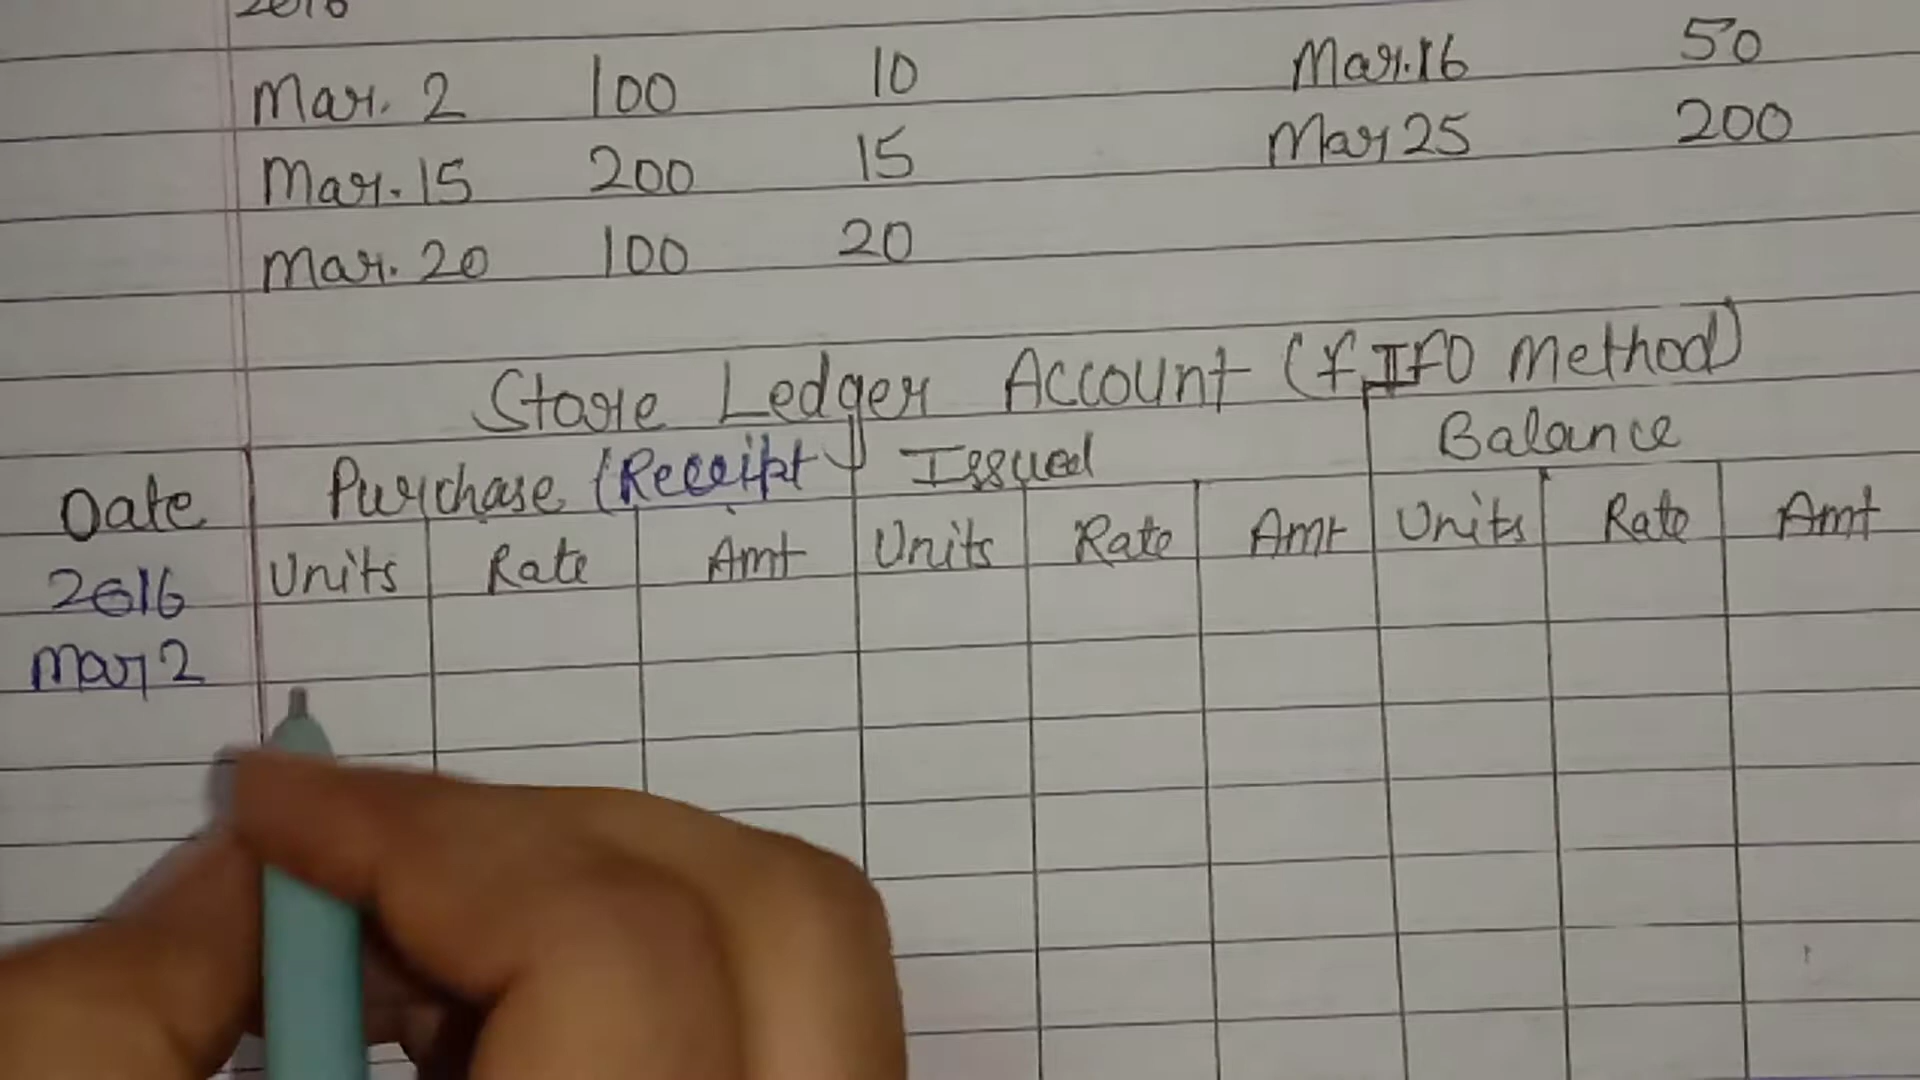 2016
Mar. 2 100 10 Mar.16 50
Mar. 15 200 15 Mar 25 200
Mar. 20 100 20
Store Ledger Account (FIFO Method)
Date Purchase (Receipt) Issued Balance
2016 Units Rate Amt Units Rate Amt Units Rate Amt
Mar 2